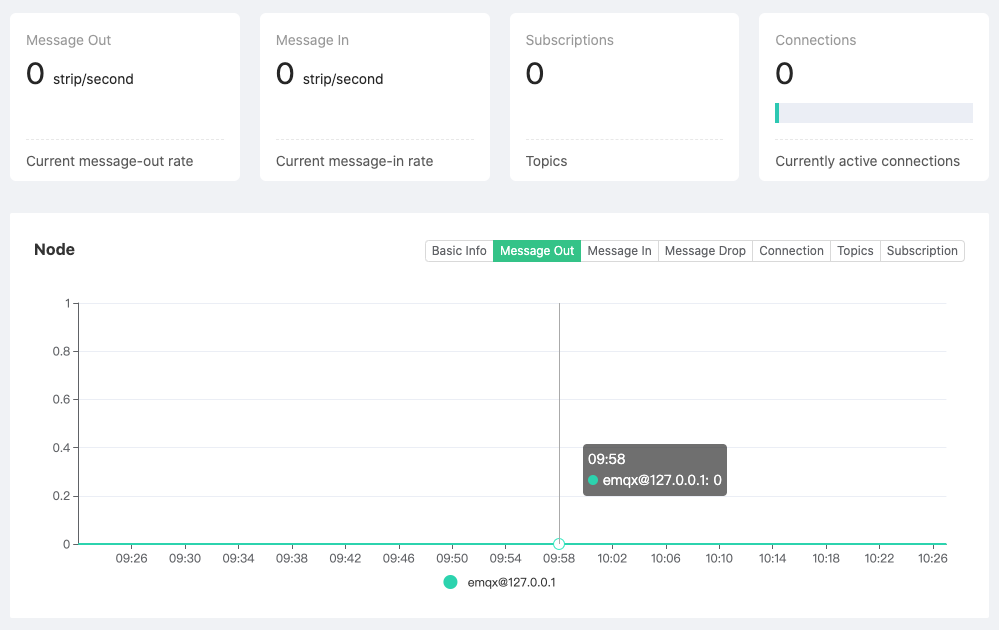 Message Out
0 strip/second
Current message-out rate
Message In
0 strip/second
Current message-in rate
Subscriptions
0
Topics
Connections
0
Currently active connections
Node
Basic Info Message Out Message In Message Drop Connection Topics Subscription
1
0.8
0.6
0.4
0.2
0
09:58
emqx@127.0.0.1: 0
09:26 09:30 09:34 09:38 09:42 09:46 09:50 09:54 09:58 10:02 10:06 10:10 10:14 10:18 10:22 10:26
emqx@127.0.0.1